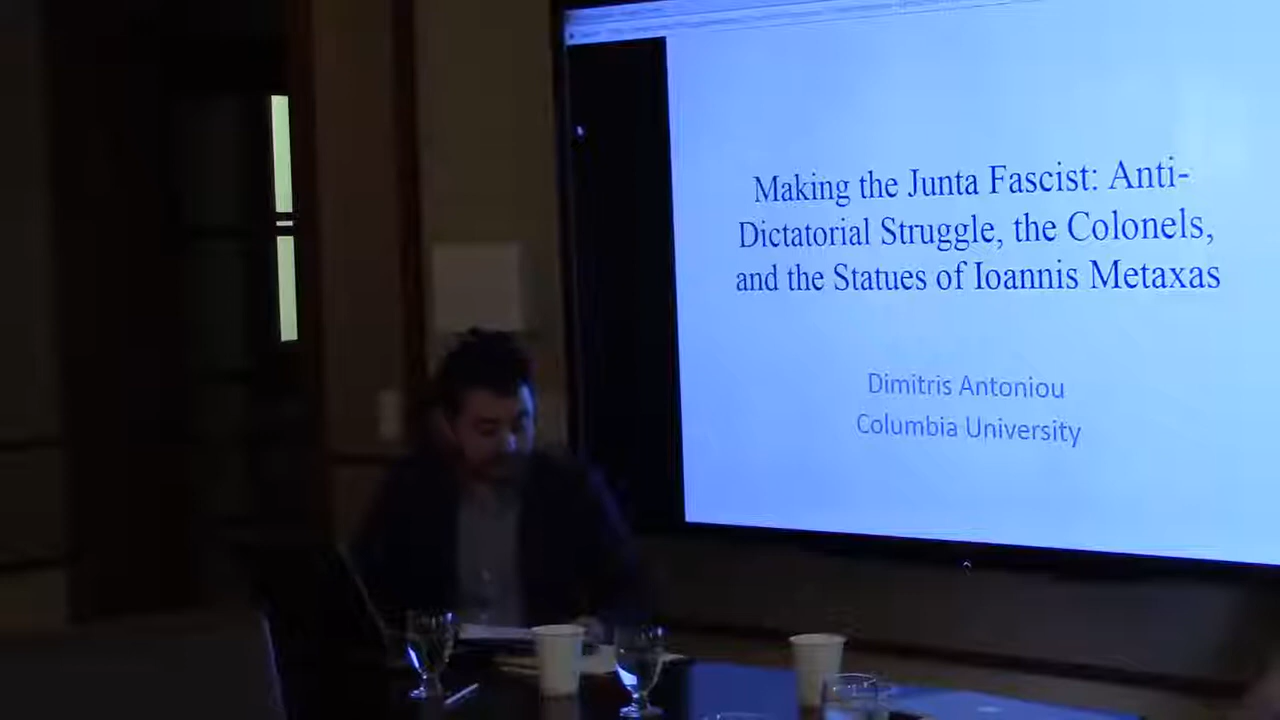 Making the Junta Fascist: Anti-
Dictatorial Struggle, the Colonels,
and the Statues of Ioannis Metaxas
Dimitris Antoniou
Columbia University